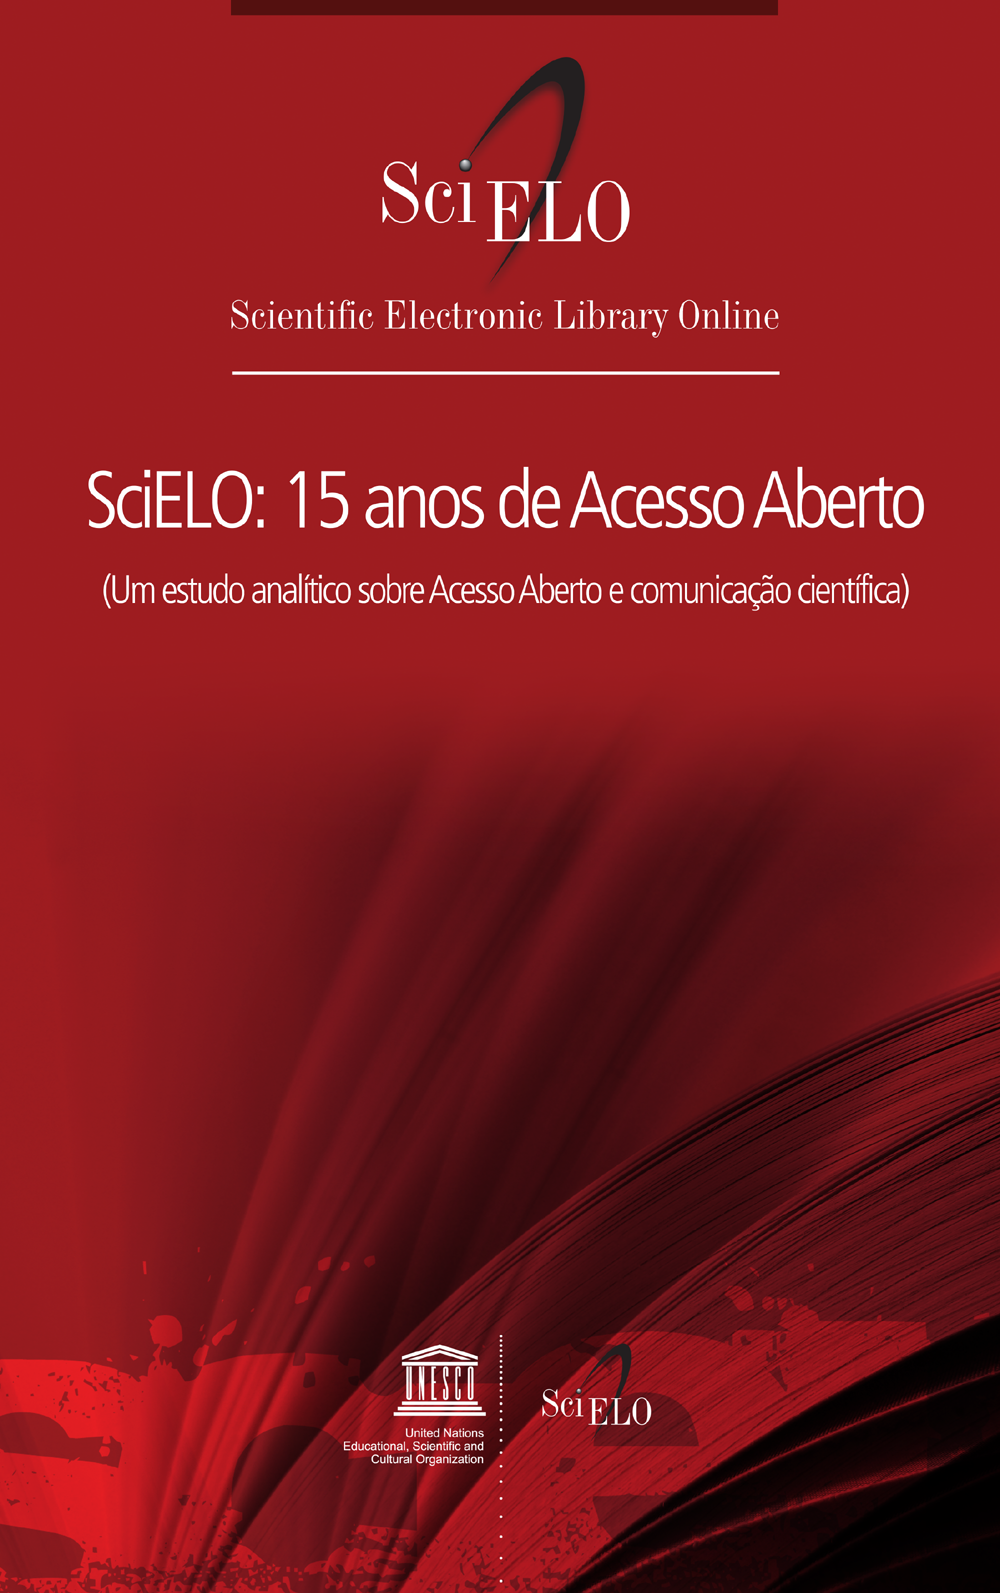 SciELO
Scientific Electronic Library Online
SciELO: 15 anos de Acesso Aberto
(Um estudo analítico sobre Acesso Aberto e comunicação científica)
UNESCO
United Nations
Educational, Scientific and
Cultural Organization
SciELO